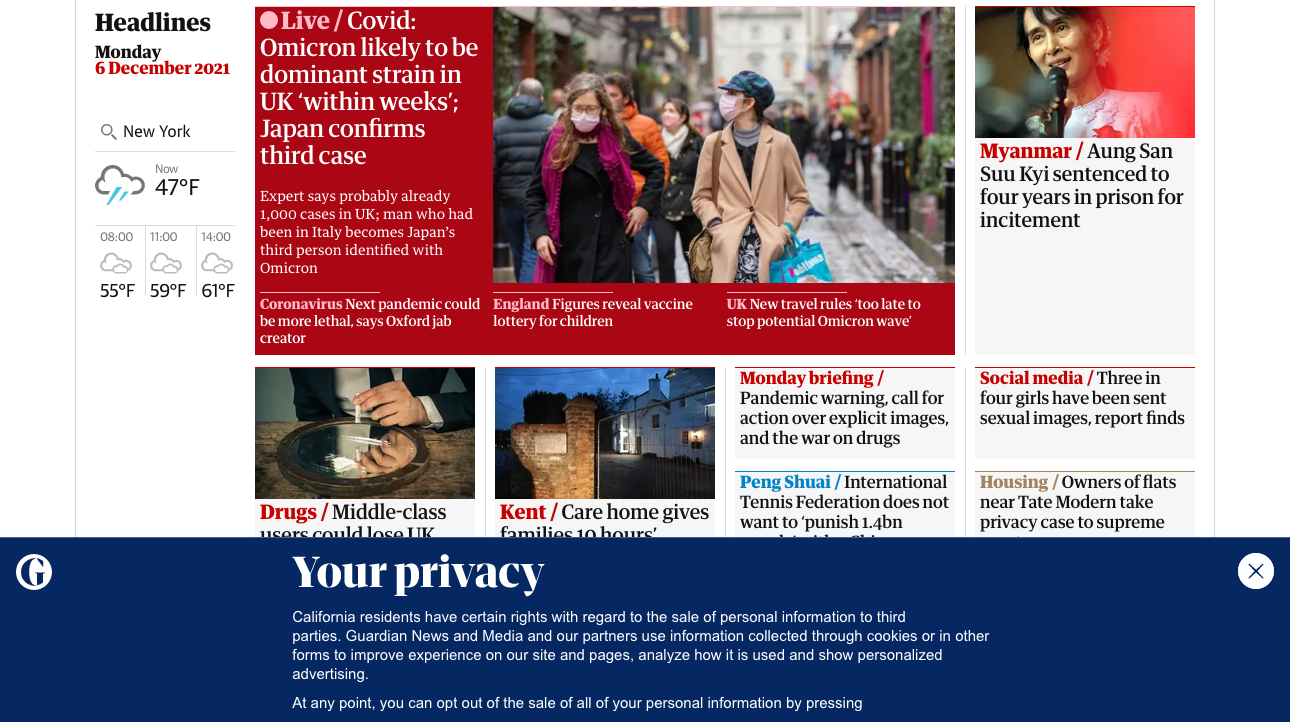 Headlines
Monday
6 December 2021
New York
Now
47°F
08:00
11:00
14:00
55°F
59°F
61°F
Live / Covid:
Omicron likely to be
dominant strain in
UK ‘within weeks’;
Japan confirms
third case
Expert says probably already
1,000 cases in UK; man who had
been in Italy becomes Japan’s
third person identified with
Omicron
Coronavirus Next pandemic could
be more lethal, says Oxford jab
creator
England Figures reveal vaccine
lottery for children
UK New travel rules ‘too late to
stop potential Omicron wave’
Myanmar / Aung San
Suu Kyi sentenced to
four years in prison for
incitement
Drugs / Middle-class
users could lose UK
Kent / Care home gives
families 10 hours’
Monday briefing /
Pandemic warning, call for
action over explicit images,
and the war on drugs
Peng Shuai / International
Tennis Federation does not
want to ‘punish 1.4bn
Social media / Three in
four girls have been sent
sexual images, report finds
Housing / Owners of flats
near Tate Modern take
privacy case to supreme
Your privacy
California residents have certain rights with regard to the sale of personal information to third
parties. Guardian News and Media and our partners use information collected through cookies or in other
forms to improve experience on our site and pages, analyze how it is used and show personalized
advertising.
At any point, you can opt out of the sale of all of your personal information by pressing